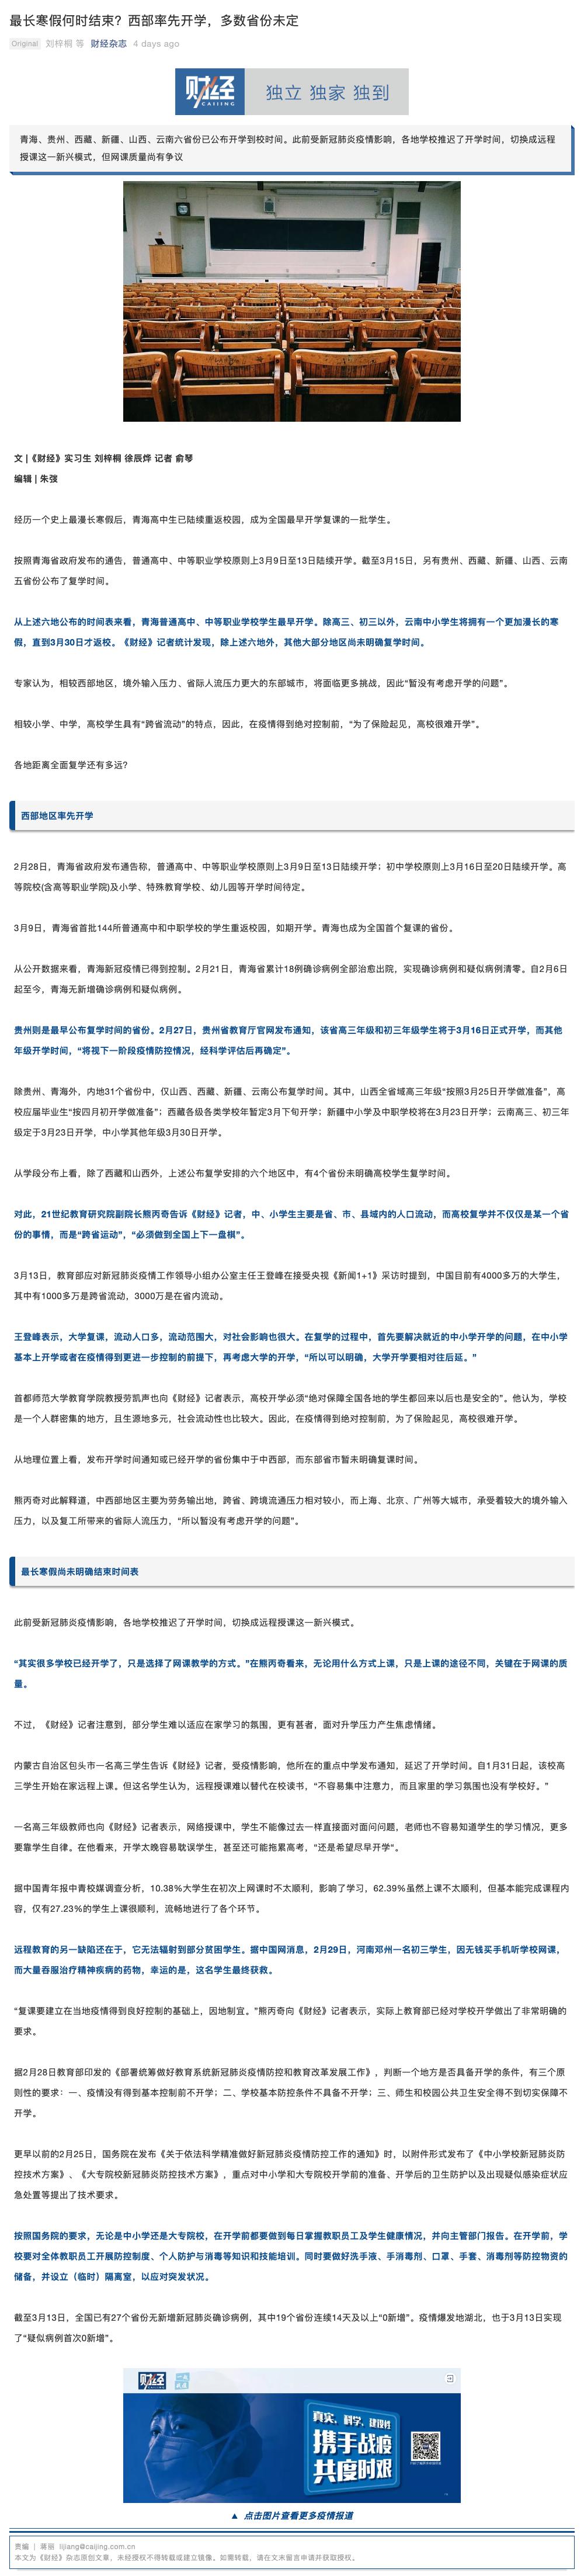 最长寒假何时结束？西部率先开学，多数省份未定
Original 刘梓桐 等 财经杂志 4 days ago
财经 CAIJING 独立 独家 独到
青海、贵州、西藏、新疆、山西、云南六省份已公布开学到校时间。此前受新冠肺炎疫情影响，各地学校推迟了开学时间，切换成远程
授课这一新兴模式，但网课质量尚有争议
文 |《财经》实习生 刘梓桐 徐辰烨 记者 俞琴
编辑 | 朱弢
经历一个史上最漫长寒假后，青海高中生已陆续重返校园，成为全国最早开学复课的一批学生。
按照青海省政府发布的通告，普通高中、中等职业学校原则上3月9日至13日陆续开学。截至3月15日，另有贵州、西藏、新疆、山西、云南
五省份公布了复学时间。
从上述六地公布的时间表来看，青海普通高中、中等职业学校学生最早开学。除高三、初三以外，云南中小学生将拥有一个更加漫长的寒
假，直到3月30日才返校。《财经》记者统计发现，除上述六地外，其他大部分地区尚未明确复学时间。
专家认为，相较西部地区，境外输入压力、省际人流压力更大的东部城市，将面临更多挑战，因此“暂没有考虑开学的问题”。
相较小学、中学，高校学生具有“跨省流动”的特点，因此，在疫情得到绝对控制前，“为了保险起见，高校很难开学”。
各地距离全面复学还有多远？
西部地区率先开学
2月28日，青海省政府发布通告称，普通高中、中等职业学校原则上3月9日至13日陆续开学；初中学校原则上3月16日至20日陆续开学。高
等院校(含高等职业学院)及小学、特殊教育学校、幼儿园等开学时间待定。
3月9日，青海省首批144所普通高中和中职学校的学生重返校园，如期开学。青海也成为全国首个复课的省份。
从公开数据来看，青海新冠疫情已得到控制。2月21日，青海省累计18例确诊病例全部治愈出院，实现确诊病例和疑似病例清零。自2月6日
起至今，青海无新增确诊病例和疑似病例。
贵州则是最早公布复学时间的省份。2月27日，贵州省教育厅官网发布通知，该省高三年级和初三年级学生将于3月16日正式开学，而其他
年级开学时间，“将视下一阶段疫情防控情况，经科学评估后再确定”。
除贵州、青海外，内地31个省份中，仅山西、西藏、新疆、云南公布复学时间。其中，山西全省域高三年级“按照3月25日开学做准备”，高
校应届毕业生“按四月初开学做准备”；西藏各级各类学校年暂定3月下旬开学；新疆中小学及中职学校将在3月23日开学；云南高三、初三年
级定于3月23日开学，中小学其他年级3月30日开学。
从学段分布上看，除了西藏和山西外，上述公布复学安排的六个地区中，有4个省份未明确高校学生复学时间。
对此，21世纪教育研究院副院长熊丙奇告诉《财经》记者，中、小学生主要是省、市、县域内的人口流动，而高校复学并不仅仅是某一个省
份的事情，而是“跨省运动”，“必须做到全国上下一盘棋”。
3月13日，教育部应对新冠肺炎疫情工作领导小组办公室主任王登峰在接受央视《新闻1+1》采访时提到，中国目前有4000多万的大学生，
其中有1000多万是跨省流动，3000万是在省内流动。
王登峰表示，大学复课，流动人口多，流动范围大，对社会影响也很大。在复学的过程中，首先要解决就近的中小学开学的问题，在中小学
基本上开学或者在疫情得到更进一步控制的前提下，再考虑大学的开学，“所以可以明确，大学开学要相对往后延。”
首都师范大学教育学院教授劳凯声也向《财经》记者表示，高校开学必须“绝对保障全国各地的学生都回来以后也是安全的”。他认为，学校
是一个人群密集的地方，且生源地多元，社会流动性也比较大。因此，在疫情得到绝对控制前，为了保险起见，高校很难开学。
从地理位置上看，发布开学时间通知或已经开学的省份集中于中西部，而东部省市暂未明确复课时间。
熊丙奇对此解释道，中西部地区主要为劳务输出地，跨省、跨境流通压力相对较小，而上海、北京、广州等大城市，承受着较大的境外输入
压力，以及复工所带来的省际人流压力，“所以暂没有考虑开学的问题”。
最长寒假尚未明确结束时间表
此前受新冠肺炎疫情影响，各地学校推迟了开学时间，切换成远程授课这一新兴模式。
“其实很多学校已经开学了，只是选择了网课教学的方式。”在熊丙奇看来，无论用什么方式上课，只是上课的途径不同，关键在于网课的质
量。
不过，《财经》记者注意到，部分学生难以适应在家学习的氛围，更有甚者，面对升学压力产生焦虑情绪。
内蒙古自治区包头市一名高三学生告诉《财经》记者，受疫情影响，他所在的重点中学发布通知，延迟了开学时间。自1月31起，该校高
三学生开始在家远程上课。但这名学生认为，远程授课难以替代在校读书，“不容易集中注意力，而且家里的学习氛围也没有学校好。”
一名高三年级教师也向《财经》记者表示，网络授课中，学生不能像过去一样直接面对面问问题，老师也不容易知道学生的学习情况，更多
要靠学生自律。在他看来，开学太晚容易耽误学生，甚至还可能拖累高考，“还是希望尽早开学“。
据中国青年报中青校媒调查分析，10.38%大学生在初次上网课时不太顺利，影响了学习，62.39%虽然上课不太顺利，但基本能完成课程内
容，仅有27.23%的学生上课很顺利，流畅地进行了各个环节。
远程教育的另一缺陷还在于，它无法辐射到部分贫困学生。据中国网消息，2月29日，河南邓州一名初三学生，因无钱买手机听学校网课，
而大量吞服治疗精神疾病的药物，幸运的是，这名学生最终获救。
“复课要建立在当地疫情得到良好控制的基础上，因地制宜。”熊丙奇向《财经》记者表示，实际上教育部已经对学校开学做出了非常明确的
要求。
据2月28日教育部印发的《部署统筹做好教育系统新冠肺炎疫情防控和教育改革发展工作》，判断一个地方是否具备开学的条件，有三个原
则性的要求：一、疫情没有得到基本控制前不开学；二、学校基本防控条件不具备不开学；三、师生和校园公共卫生安全得不到切实保障不
开学。
更早以前的2月25日，国务院在发布《关于依法科学精准做好新冠肺炎疫情防控工作的通知》时，以附件形式发布了《中小学校新冠肺炎防
控技术方案》、《大专院校新冠肺炎防控技术方案》，重点对中小学和大专院校开学前的准备、开学后的卫生防护以及出现疑似感染症状应
急处置等提出了技术要求。
按照国务院的要求，无论是中小学还是大专院校，在开学前都要做到每日掌握教职员工及学生健康情况，并向主管部门报告。在开学前，学
校要对全体教职员工开展防控制度、个人防护与消毒等知识和技能培训。同时要做好洗手液、手消毒剂、口罩、手套、消毒剂等防控物资的
储备，并设立（临时）隔离室，以应对突发状况。
截至3月13日，全国已有27个省份无新增新冠肺炎确诊病例，其中19个省份连续14天及以上“0新增”。疫情爆发地湖北，也于3月13日实现
了“疑似病例首次0新增”。
财经
真实、科学、建设性
携手战疫
共度时艰
▲ 点击图片查看更多疫情报道
责编 | 蒋丽 lijiang@caijing.com.cn
本文为《财经》杂志原创文章，未经授权不得转载或建立镜像。如需转载，请在文末留言申请并获取授权。